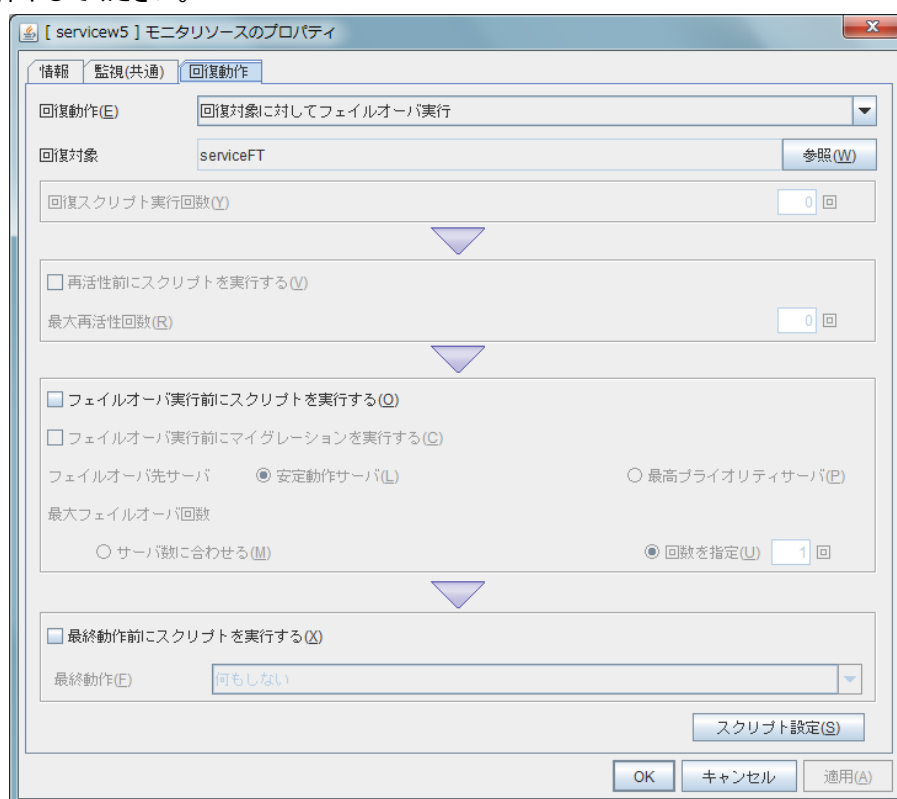 [ servicew5 ] モニタリソースのプロパティ
情報 監視(共通) 回復動作
回復動作(E) 回復対象に対してフェイルオーバ実行
回復対象 serviceFT 参照(W)
回復スクリプト実行回数(Y) 0 回
再活性前にスクリプトを実行する(V)
最大再活性回数(R) 0 回
フェイルオーバ実行前にスクリプトを実行する(O)
フェイルオーバ実行前にマイグレーションを実行する(C)
フェイルオーバ先サーバ 安定動作サーバ(L) 最高プライオリティサーバ(P)
最大フェイルオーバ回数
サーバ数に合わせる(M) 回数を指定(U) 1 回
最終動作前にスクリプトを実行する(X)
最終動作(F) 何もしない
スクリプト設定(S)
OK キャンセル 適用(A)